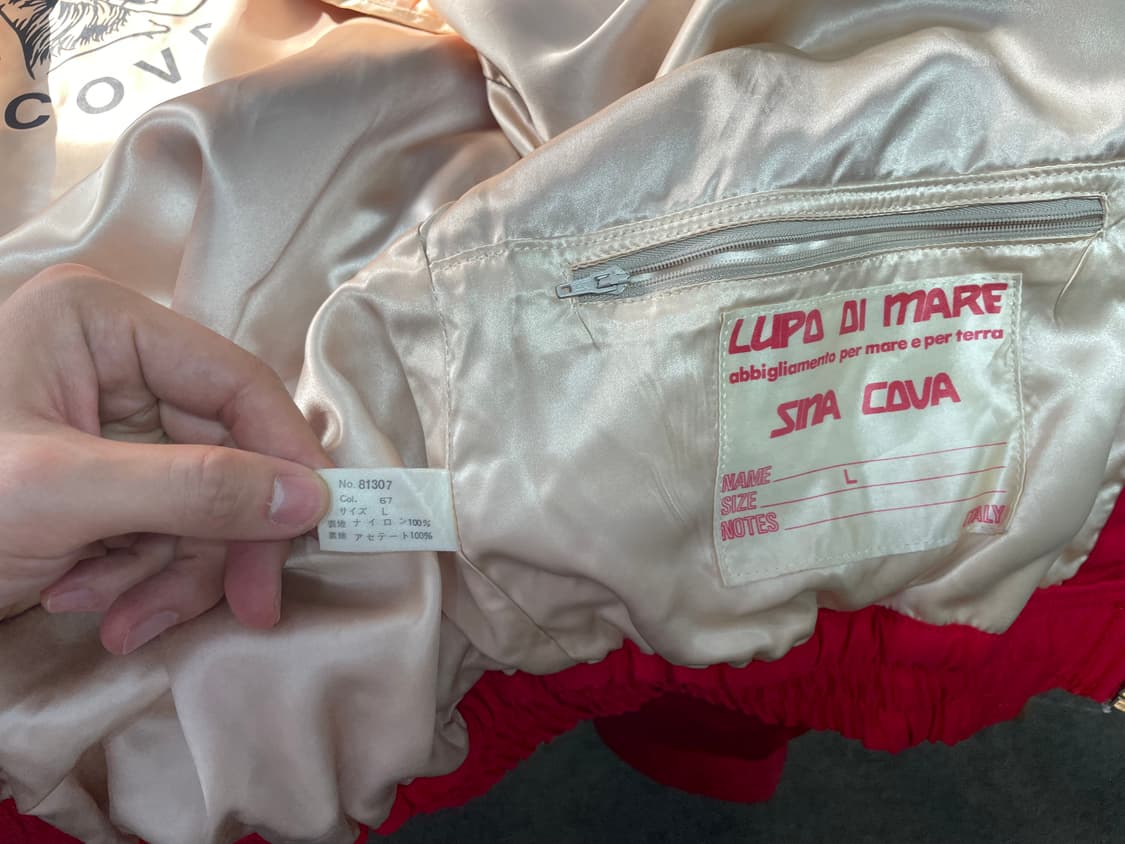 COV
LUPO DI MARE
abbigliamento per mare e per terra
SINA COVA
NAME
L
SIZE
NOTES
ITALY
No. 81307
Col. 67
サイズ L
表地 ナイロン100%
裏地 アセテート100%